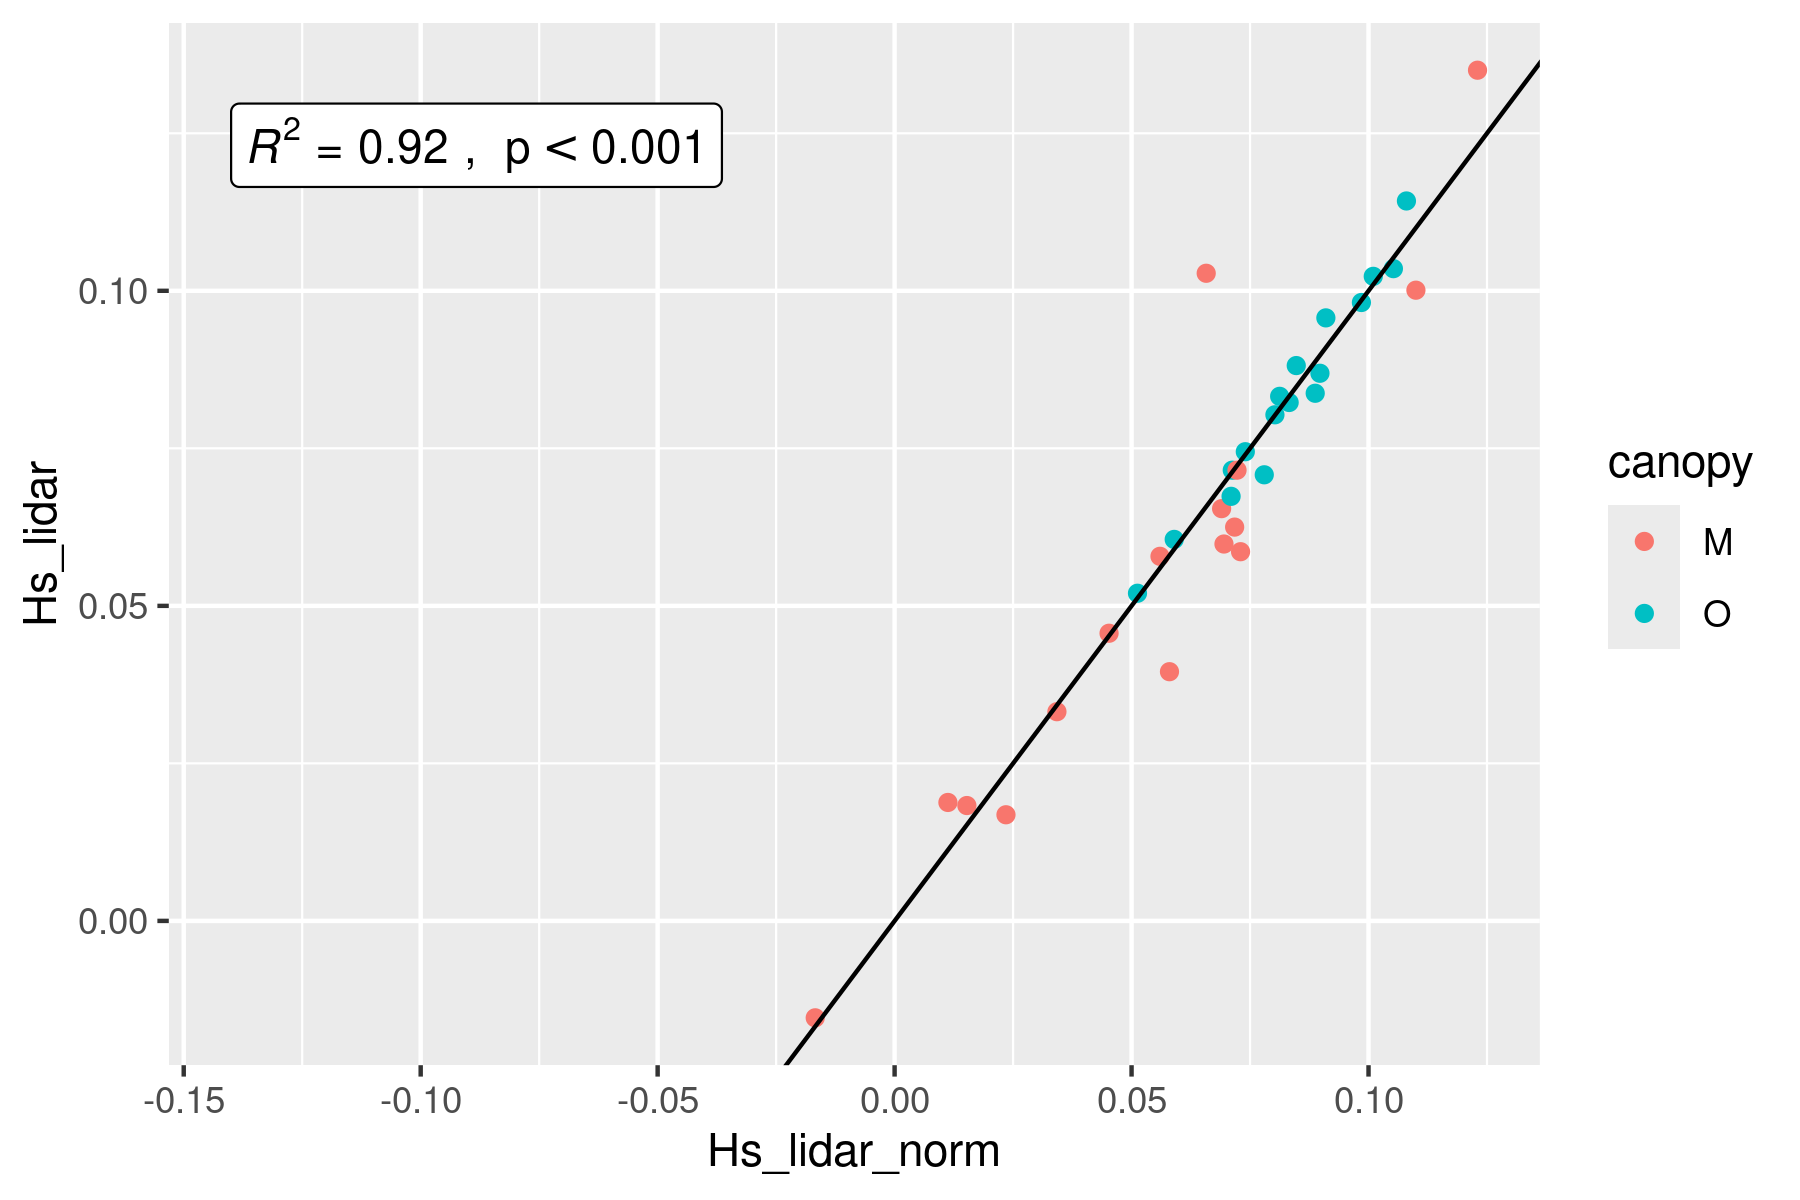 R² = 0.92 , p < 0.001
Hs_lidar
0.10
0.05
0.00
-0.15 -0.10 -0.05 0.00 0.05 0.10
Hs_lidar_norm
canopy
M
O